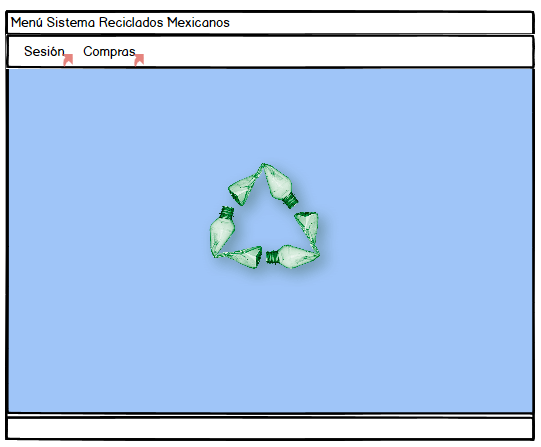 Menú Sistema Reciclados Mexicanos
Sesión Compras